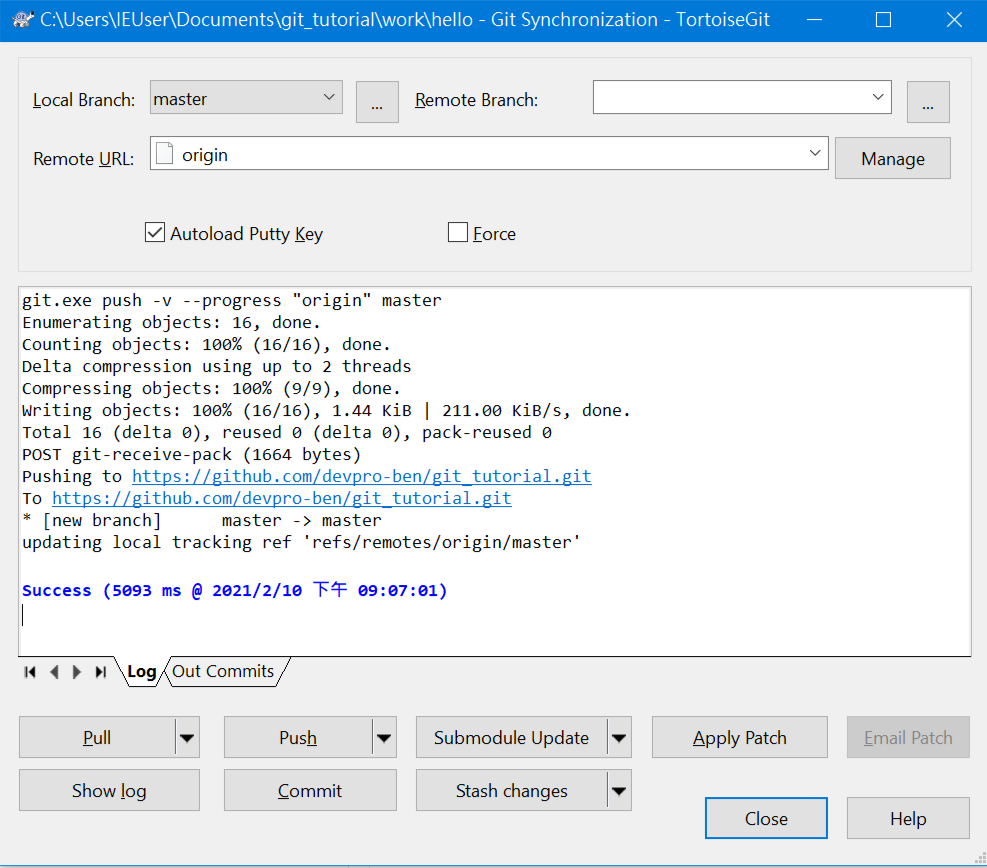 C:\Users\IEUser\Documents\git_tutorial\work\hello - Git Synchronization - TortoiseGit
Local Branch: master ... Remote Branch: ...
Remote URL: origin Manage
Autoload Putty Key Force
git.exe push -v --progress "origin" master
Enumerating objects: 16, done.
Counting objects: 100% (16/16), done.
Delta compression using up to 2 threads
Compressing objects: 100% (9/9), done.
Writing objects: 100% (16/16), 1.44 KiB | 211.00 KiB/s, done.
Total 16 (delta 0), reused 0 (delta 0), pack-reused 0
POST git-receive-pack (1664 bytes)
Pushing to https://github.com/devpro-ben/git_tutorial.git
To https://github.com/devpro-ben/git_tutorial.git
* [new branch]      master -> master
updating local tracking ref 'refs/remotes/origin/master'
Success (5093 ms @ 2021/2/10 下午 09:07:01)
Log Out Commits
Pull Push Submodule Update Apply Patch Email Patch
Show log Commit Stash changes
Close Help